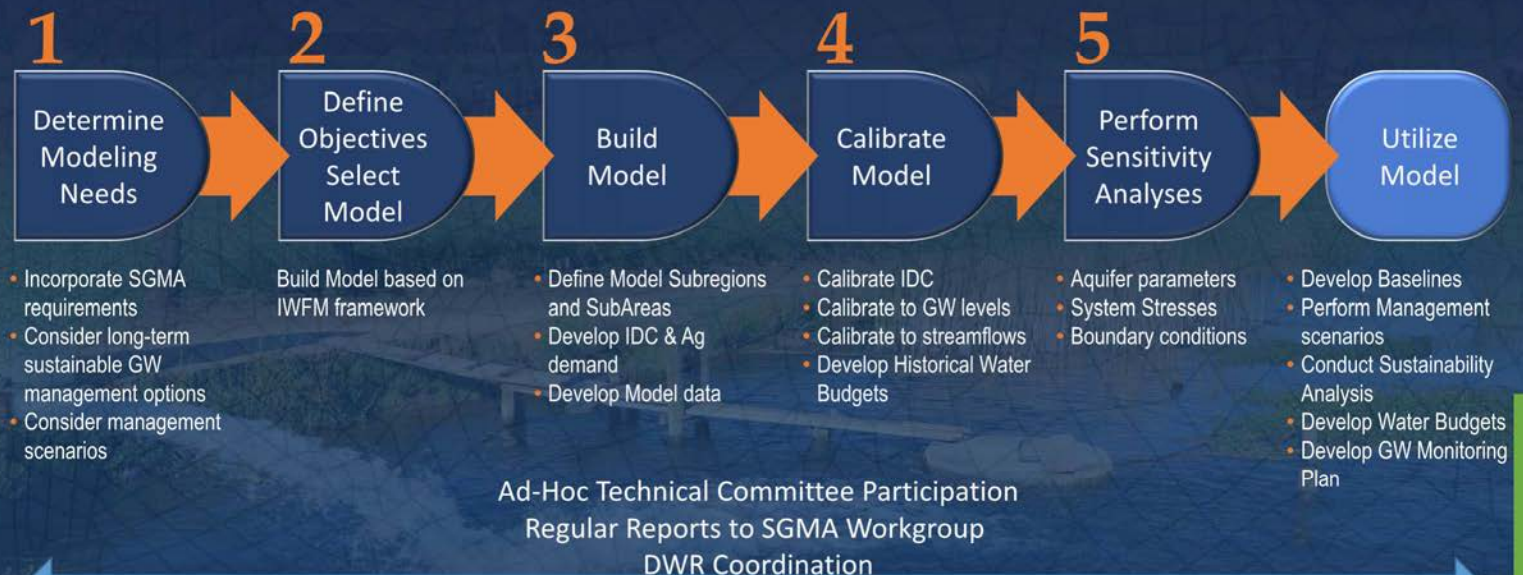 1
Determine
Modeling
Needs
• Incorporate SGMA
requirements
• Consider long-term
sustainable GW
management options
• Consider management
scenarios
2
Define
Objectives
Select
Model
Build Model based on
IWFM framework
3
Build
Model
• Define Model Subregions
and SubAreas
• Develop IDC & Ag
demand
• Develop Model data
4
Calibrate
Model
• Calibrate IDC
• Calibrate to GW levels
• Calibrate to streamflows
• Develop Historical Water
Budgets
5
Perform
Sensitivity
Analyses
• Aquifer parameters
• System Stresses
• Boundary conditions
Utilize
Model
• Develop Baselines
• Perform Management
scenarios
• Conduct Sustainability
Analysis
• Develop Water Budgets
• Develop GW Monitoring
Plan
Ad-Hoc Technical Committee Participation
Regular Reports to SGMA Workgroup
DWR Coordination